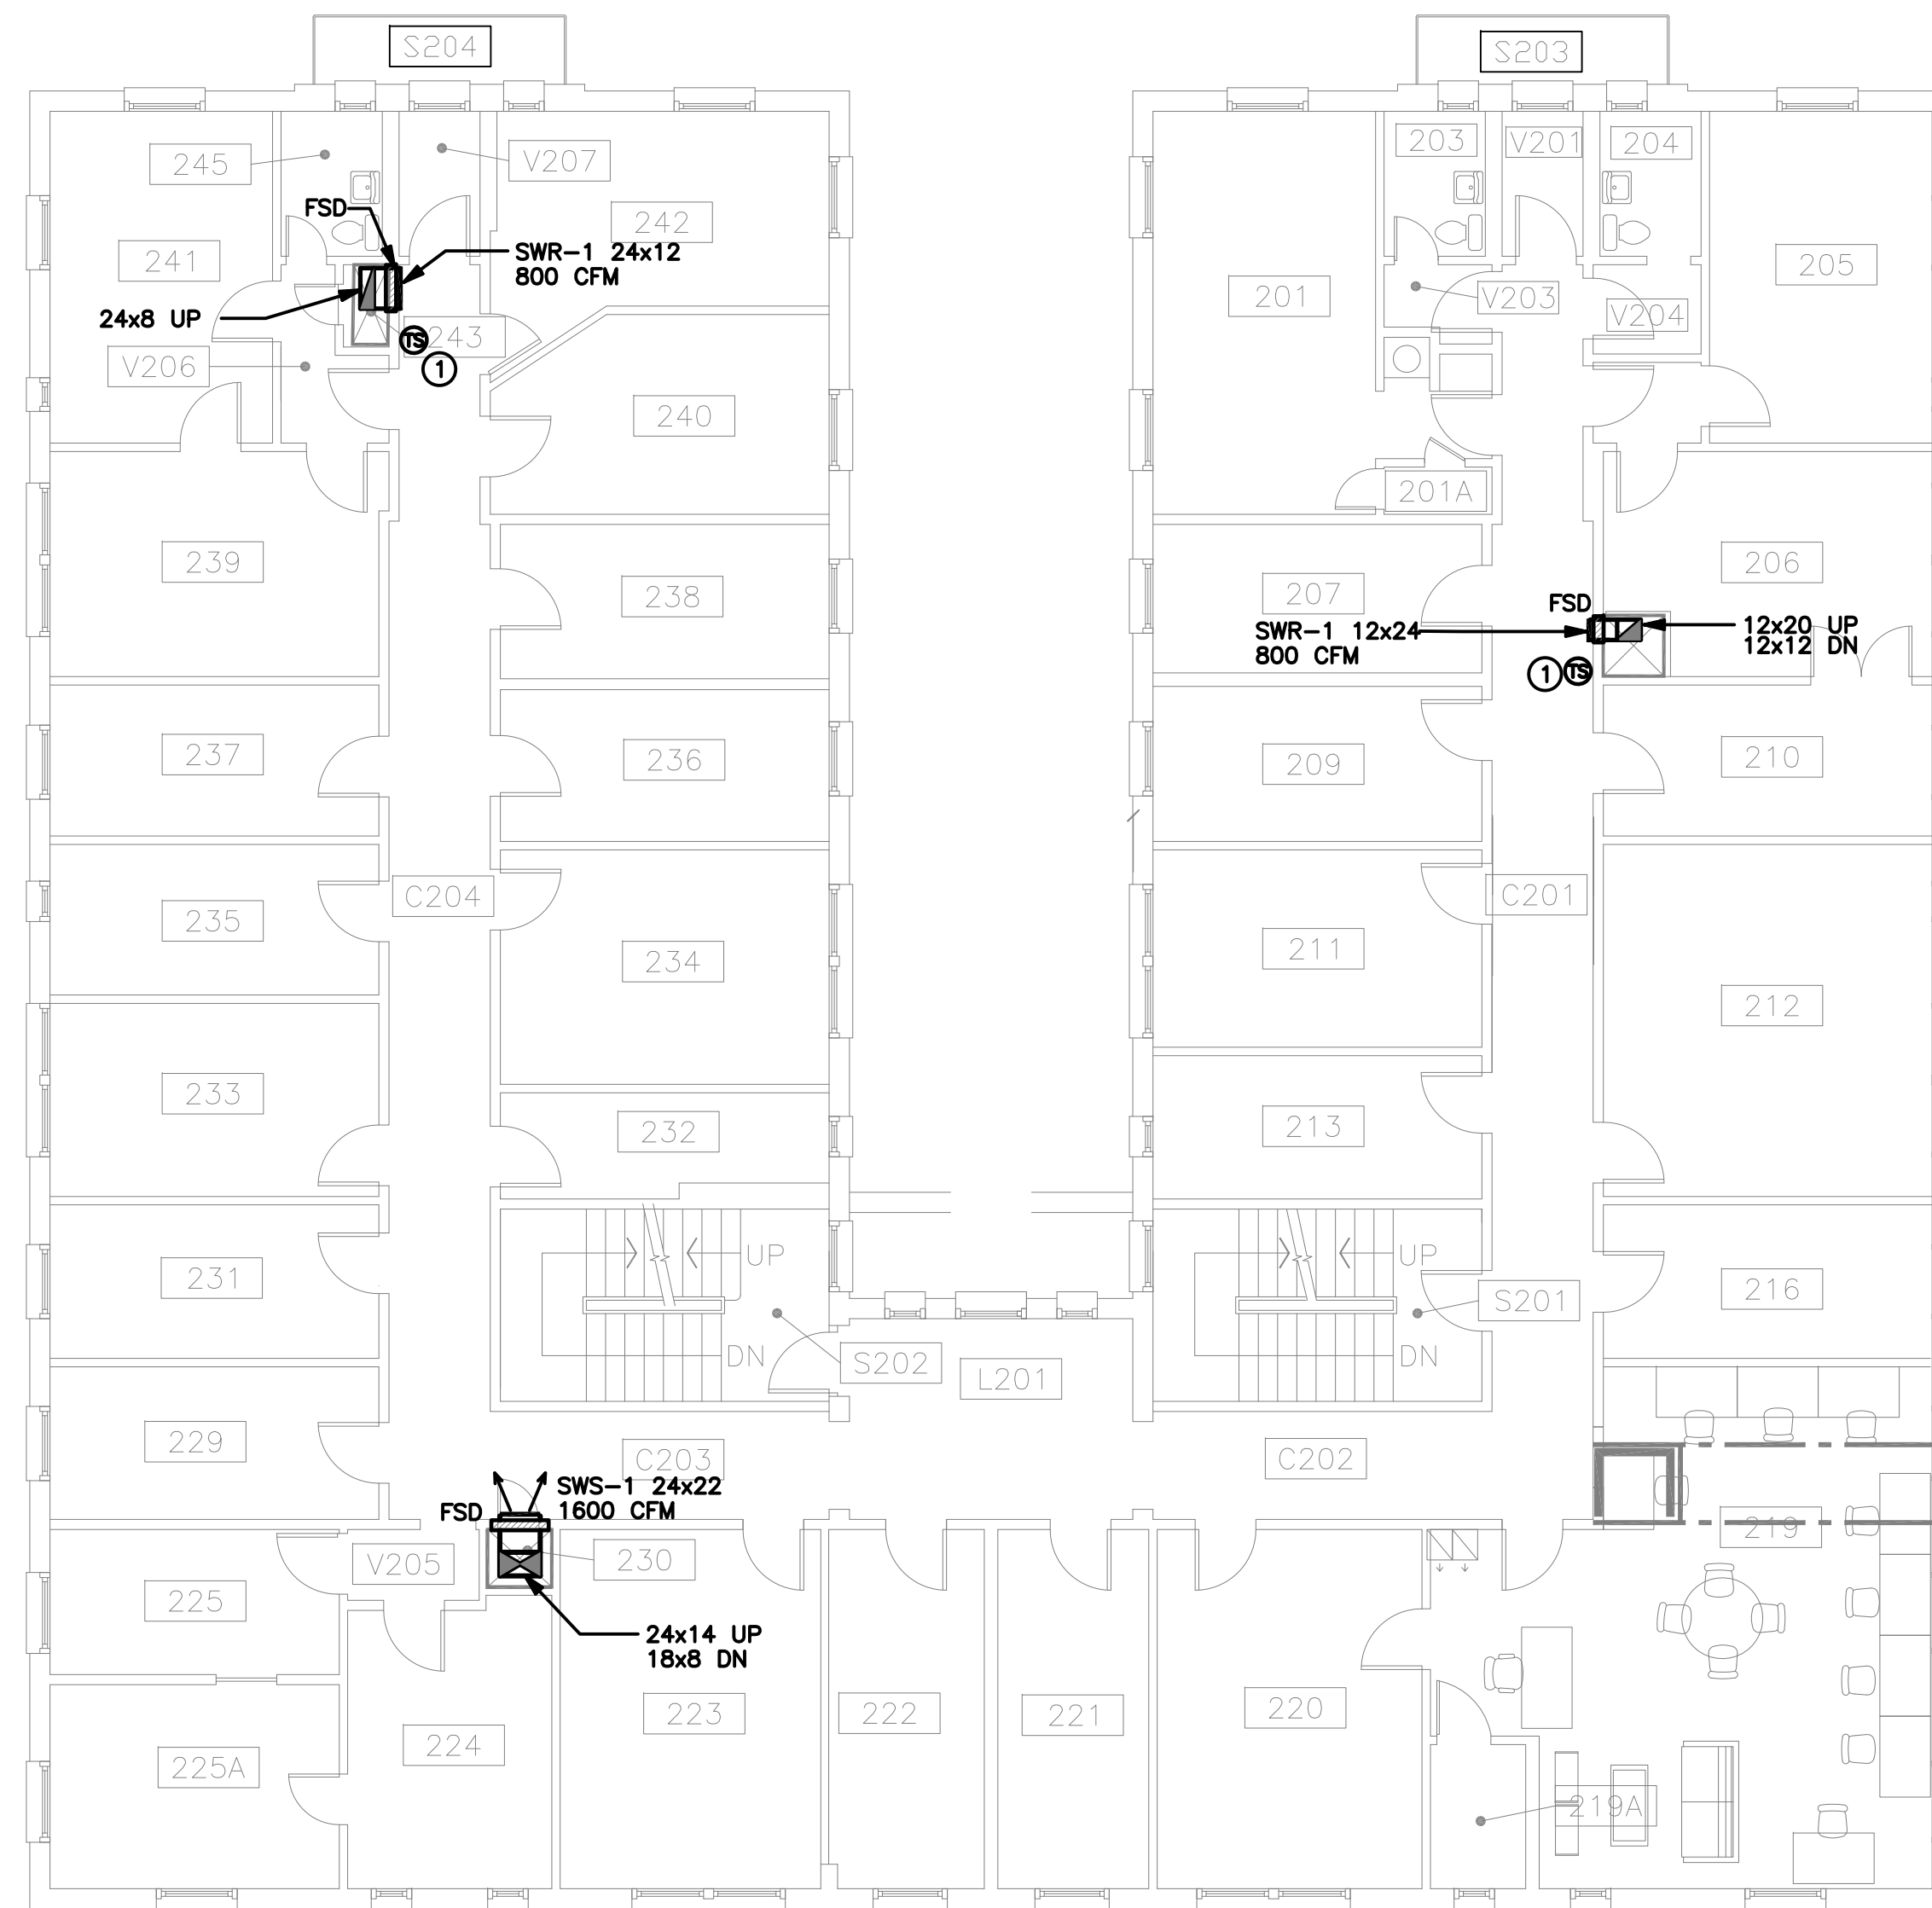 S204
S203
245
V207
203
V201
204
FSD
242
241
SWR-1 24x12
800 CFM
205
201
V203
V204
24x8 UP
TS
243
V206
1
240
201A
239
238
207
206
FSD
SWR-1 12x24
800 CFM
12x20 UP
12x12 DN
1
TS
237
236
209
210
C204
C201
235
234
211
212
233
232
213
231
UP
UP
216
S201
DN
S202
DN
L201
229
C203
C202
SWS-1 24x22
1600 CFM
FSD
219
V205
230
225
24x14 UP
18x8 DN
223
222
221
220
224
225A
219A